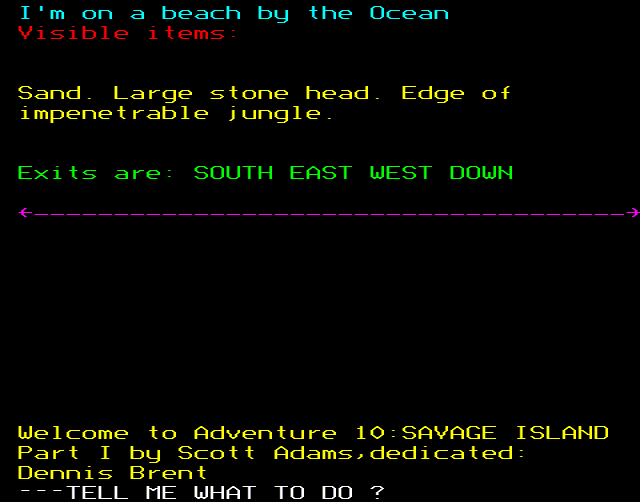 I'm on a beach by the Ocean
Visible items:
Sand. Large stone head. Edge of
impenetrable jungle.
Exits are: SOUTH EAST WEST DOWN
←--------------------------------------→
Welcome to Adventure 10:SAVAGE ISLAND
Part I by Scott Adams,dedicated:
Dennis Brent
---TELL ME WHAT TO DO ?